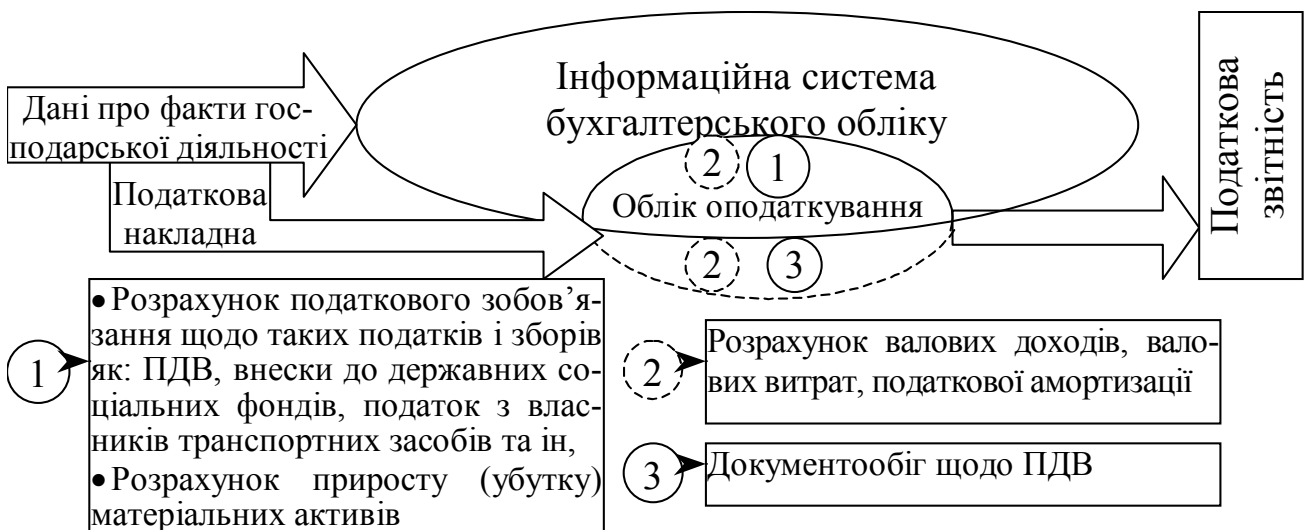 Інформаційна система
бухгалтерського обліку
Дані про факти гос-
подарської діяльності
2
1
Податкова
накладна
Облік оподаткування
2
3
Податкова
звітність
1
•Розрахунок податкового зобов’я-
зання щодо таких податків і зборів
як: ПДВ, внески до державних со-
ціальних фондів, податок з влас-
ників транспортних засобів та ін,
•Розрахунок приросту (убутку)
матеріальних активів
2
Розрахунок валових доходів, вало-
вих витрат, податкової амортизації
3
Документообіг щодо ПДВ